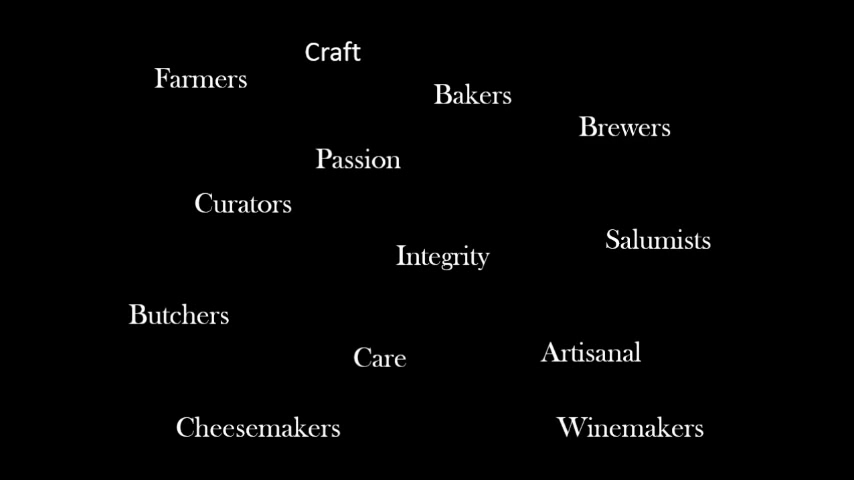 Craft
Farmers
Bakers
Brewers
Passion
Curators
Salumists
Integrity
Butchers
Artisanal
Care
Cheesemakers
Winemakers